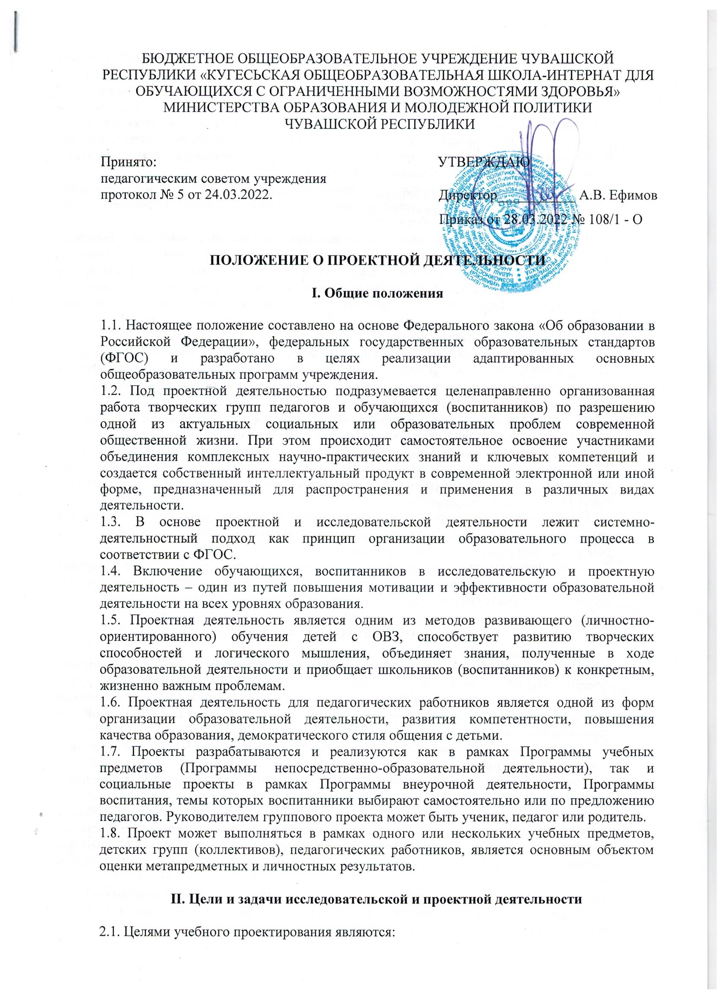 БЮДЖЕТНОЕ ОБЩЕОБРАЗОВАТЕЛЬНОЕ УЧРЕЖДЕНИЕ ЧУВАШСКОЙ
РЕСПУБЛИКИ «КУГЕСЬСКАЯ ОБЩЕОБРАЗОВАТЕЛЬНАЯ ШКОЛА-ИНТЕРНАТ ДЛЯ
ОБУЧАЮЩИХСЯ С ОГРАНИЧЕННЫМИ ВОЗМОЖНОСТЯМИ ЗДОРОВЬЯ»
МИНИСТЕРСТВА ОБРАЗОВАНИЯ И МОЛОДЕЖНОЙ ПОЛИТИКИ
ЧУВАШСКОЙ РЕСПУБЛИКИ
Принято: УТВЕРЖДАЮ
педагогическим советом учреждения
протокол № 5 от 24.03.2022. Директор___________ А.В. Ефимов
Приказ от 28.03.2022 № 108/1 - О
ПОЛОЖЕНИЕ О ПРОЕКТНОЙ ДЕЯТЕЛЬНОСТИ
I. Общие положения
1.1. Настоящее положение составлено на основе Федерального закона «Об образовании в
Российской Федерации», федеральных государственных образовательных стандартов
(ФГОС) и разработано в целях реализации адаптированных основных
общеобразовательных программ учреждения.
1.2. Под проектной деятельностью подразумевается целенаправленно организованная
работа творческих групп педагогов и обучающихся (воспитанников) по разрешению
одной из актуальных социальных или образовательных проблем современной
общественной жизни. При этом происходит самостоятельное освоение участниками
объединения комплексных научно-практических знаний и ключевых компетенций и
создается собственный интеллектуальный продукт в современной электронной или иной
форме, предназначенный для распространения и применения в различных видах
деятельности.
1.3. В основе проектной и исследовательской деятельности лежит системно-
деятельностный подход как принцип организации образовательного процесса в
соответствии с ФГОС.
1.4. Включение обучающихся, воспитанников в исследовательскую и проектную
деятельность – один из путей повышения мотивации и эффективности образовательной
деятельности на всех уровнях образования.
1.5. Проектная деятельность является одним из методов развивающего (личностно-
ориентированного) обучения детей с ОВЗ, способствует развитию творческих
способностей и логического мышления, объединяет знания, полученные в ходе
образовательной деятельности и приобщает школьников (воспитанников) к конкретным,
жизненно важным проблемам.
1.6. Проектная деятельность для педагогических работников является одной из форм
организации образовательной деятельности, развития компетентности, повышения
качества образования, демократического стиля общения с детьми.
1.7. Проекты разрабатываются и реализуются как в рамках Программы учебных
предметов (Программы непосредственно-образовательной деятельности), так и
социальные проекты в рамках Программы внеурочной деятельности, Программы
воспитания, темы которых воспитанники выбирают самостоятельно или по предложению
педагогов. Руководителем группового проекта может быть ученик, педагог или родитель.
1.8. Проект может выполняться в рамках одного или нескольких учебных предметов,
детских групп (коллективов), педагогических работников, является основным объектом
оценки метапредметных и личностных результатов.
II. Цели и задачи исследовательской и проектной деятельности
2.1. Целями учебного проектирования являются: